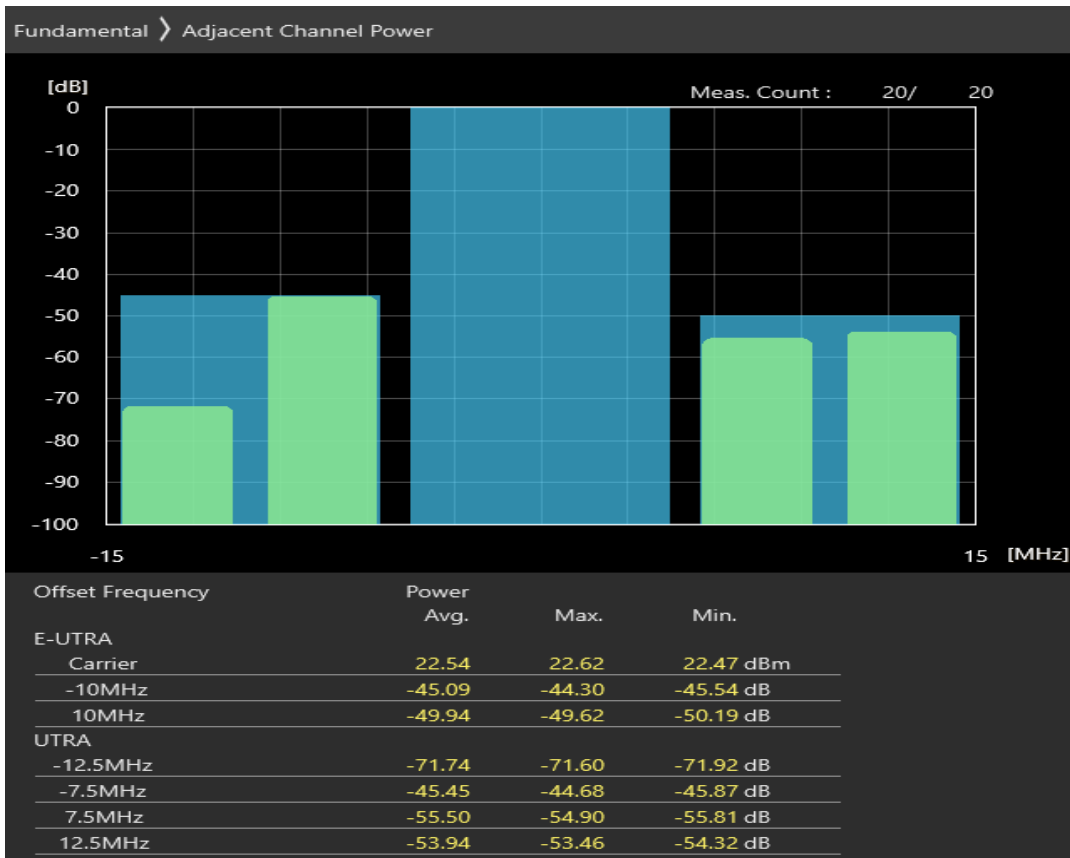 Fundamental 〉 Adjacent Channel Power
[dB]
Meas. Count : 20/ 20
0
-10
-20
-30
-40
-50
-60
-70
-80
-90
-100
-15 15 [MHz]
Offset Frequency Power
Avg. Max. Min.
E-UTRA
Carrier 22.54 22.62 22.47 dBm
-10MHz -45.09 -44.30 -45.54 dB
10MHz -49.94 -49.62 -50.19 dB
UTRA
-12.5MHz -71.74 -71.60 -71.92 dB
-7.5MHz -45.45 -44.68 -45.87 dB
7.5MHz -55.50 -54.90 -55.81 dB
12.5MHz -53.94 -53.46 -54.32 dB